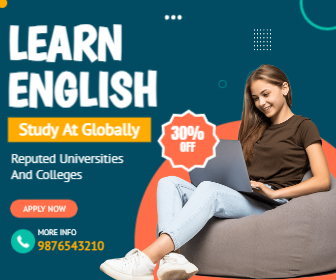 LEARN
ENGLISH
Study At Globally
30%
OFF
Reputed Universities
And Colleges
APPLY NOW
MORE INFO
9876543210